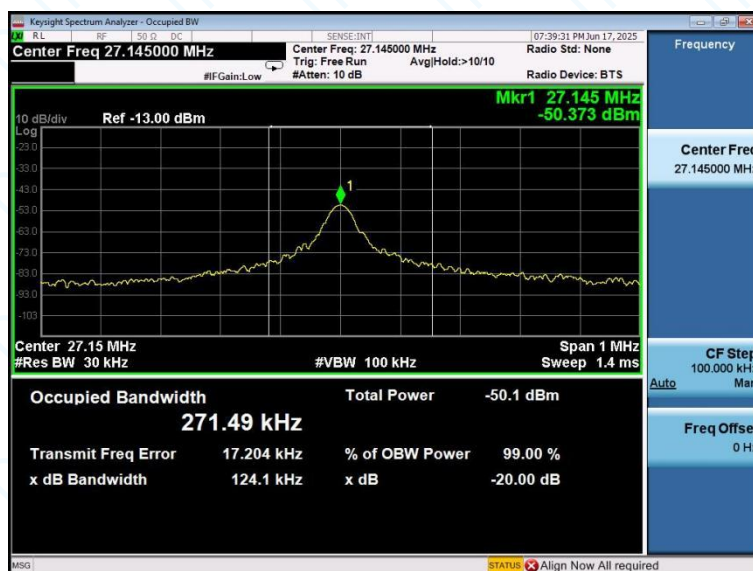 Keysight Spectrum Analyzer - Occupied BW
RL RF 50 Ω DC SENSE:INT 07:39:31 PM Jun 17, 2025
Center Freq 27.145000 MHz
Center Freq: 27.145000 MHz
Radio Std: None
Trig: Free Run Avg|Hold:>10/10
#IFGain:Low
#Atten: 10 dB
Radio Device: BTS
Mkr1 27.145 MHz
-50.373 dBm
10 dB/div Ref -13.00 dBm
Log
-23.0
-33.0
-43.0
1
-53.0
-63.0
-73.0
-83.0
-93.0
-103
Center 27.15 MHz Span 1 MHz
#Res BW 30 kHz #VBW 100 kHz Sweep 1.4 ms
Occupied Bandwidth
271.49 kHz
Total Power -50.1 dBm
Transmit Freq Error 17.204 kHz % of OBW Power 99.00 %
x dB Bandwidth 124.1 kHz x dB -20.00 dB
Frequency
Center Freq
27.145000 MHz
CF Step
100.000 kHz
Auto Man
Freq Offset
0 Hz
MSG STATUS Align Now All required